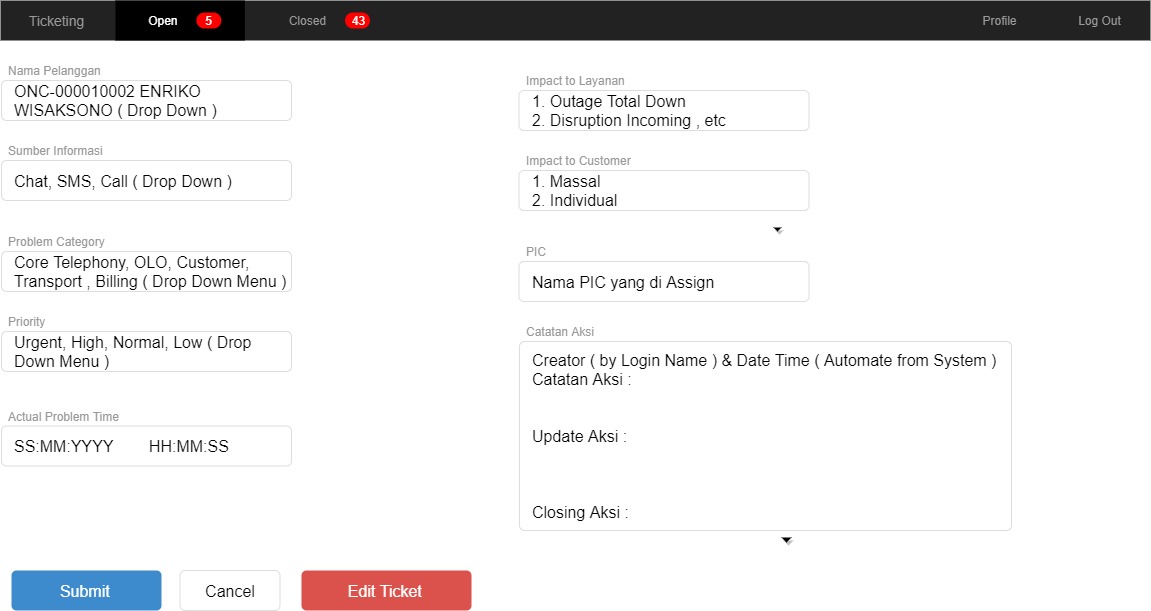 Ticketing
Open 5
Closed 43
Profile
Log Out
Nama Pelanggan
ONC-000010002 ENRIKO
WISAKSONO ( Drop Down )
Sumber Informasi
Chat, SMS, Call ( Drop Down )
Problem Category
Core Telephony, OLO, Customer,
Transport , Billing ( Drop Down Menu )
Priority
Urgent, High, Normal, Low ( Drop
Down Menu )
Actual Problem Time
SS:MM:YYYY HH:MM:SS
Impact to Layanan
1. Outage Total Down
2. Disruption Incoming , etc
Impact to Customer
1. Massal
2. Individual
PIC
Nama PIC yang di Assign
Catatan Aksi
Creator ( by Login Name ) & Date Time ( Automate from System )
Catatan Aksi :
Update Aksi :
Closing Aksi :
Submit
Cancel
Edit Ticket